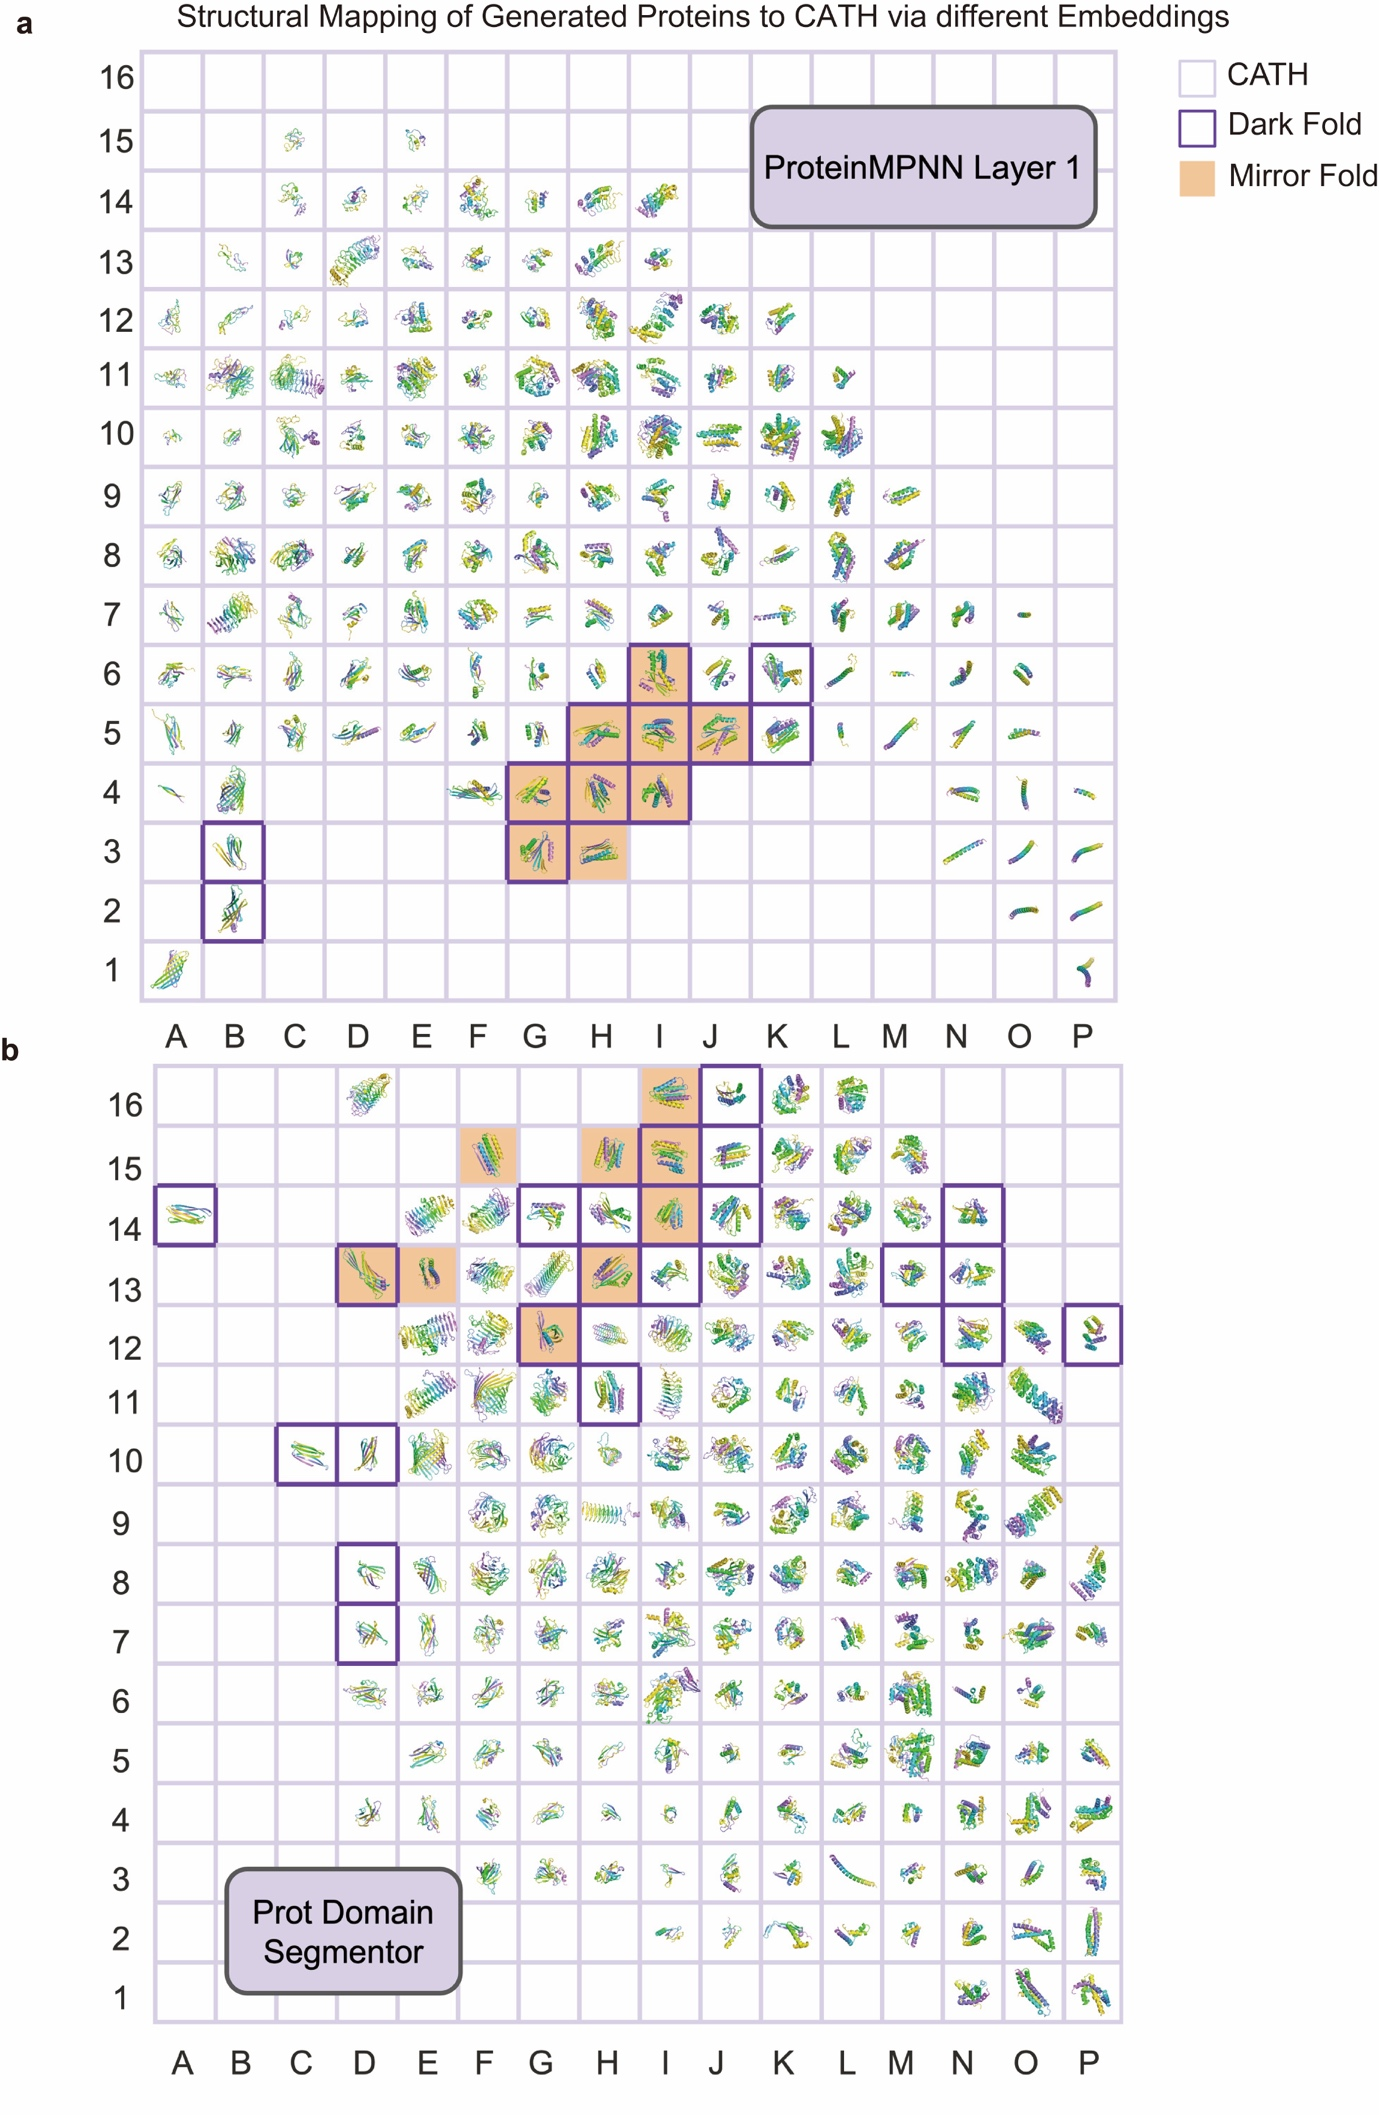 a
Structural Mapping of Generated Proteins to CATH via different Embeddings
CATH
Dark Fold
Mirror Fold
ProteinMPNN Layer 1
16
15
14
13
12
11
10
9
8
7
6
5
4
3
2
1
A B C D E F G H I J K L M N O P
b
16
15
14
13
12
11
10
9
8
7
6
5
4
3
2
1
Prot Domain
Segmentor
A B C D E F G H I J K L M N O P